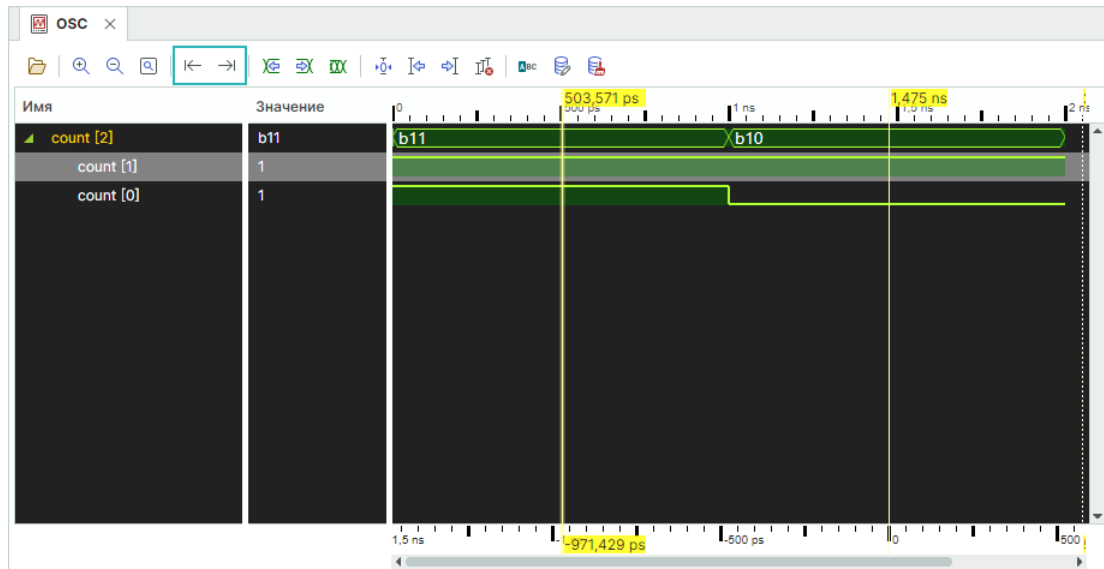 OSC
ABC
Имя
Значение
0
503,571 ps
500 ps
1 ns
1,475 ns
1,5 ns
2 ns
count [2]
b11
b11
b10
count [1]
1
count [0]
1
1,5 ns
-971,429 ps
-500 ps
0
500